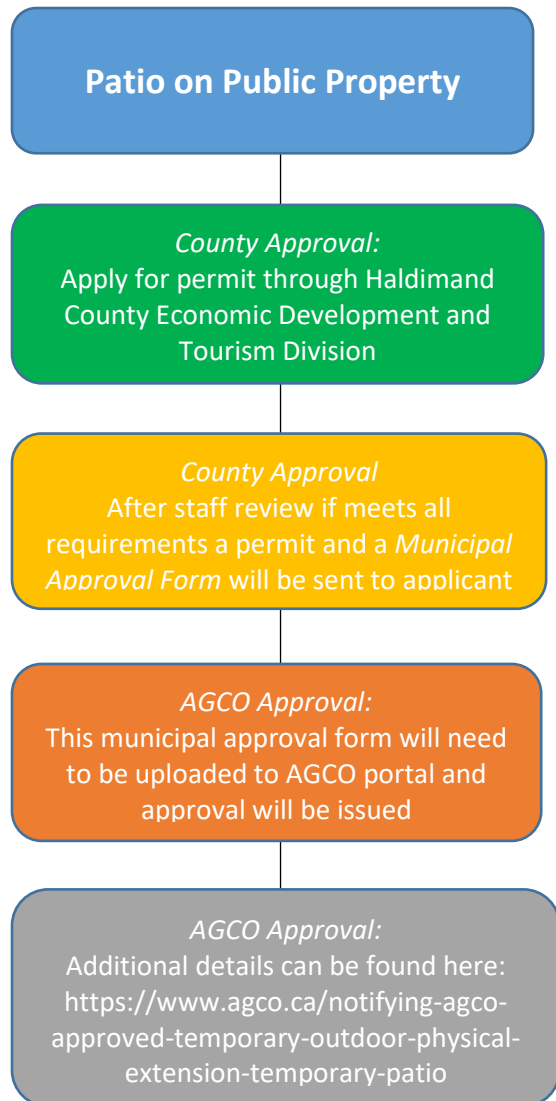 Patio on Public Property
County Approval:
Apply for permit through Haldimand
County Economic Development and
Tourism Division
County Approval
After staff review if meets all
requirements a permit and a Municipal
Approval Form will be sent to applicant
AGCO Approval:
This municipal approval form will need
to be uploaded to AGCO portal and
approval will be issued
AGCO Approval:
Additional details can be found here:
https://www.agco.ca/notifying-agco-
approved-temporary-outdoor-physical-
extension-temporary-patio